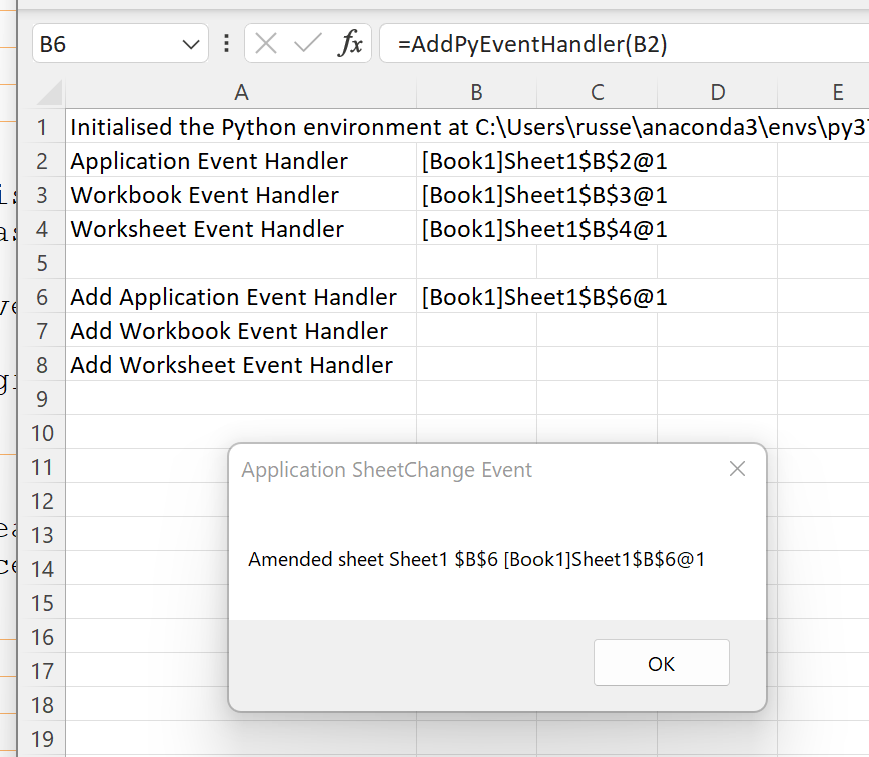 B6 fx =AddPyEventHandler(B2)
A B C D E
1 Initialised the Python environment at C:\Users\russe\anaconda3\envs\py3
2 Application Event Handler [Book1]Sheet1$B$2@1
3 Workbook Event Handler [Book1]Sheet1$B$3@1
4 Worksheet Event Handler [Book1]Sheet1$B$4@1
5
6 Add Application Event Handler [Book1]Sheet1$B$6@1
7 Add Workbook Event Handler
8 Add Worksheet Event Handler
9
10
11
12
13
14
15
16
17
18
19
Application SheetChange Event
Amended sheet Sheet1 $B$6 [Book1]Sheet1$B$6@1
OK